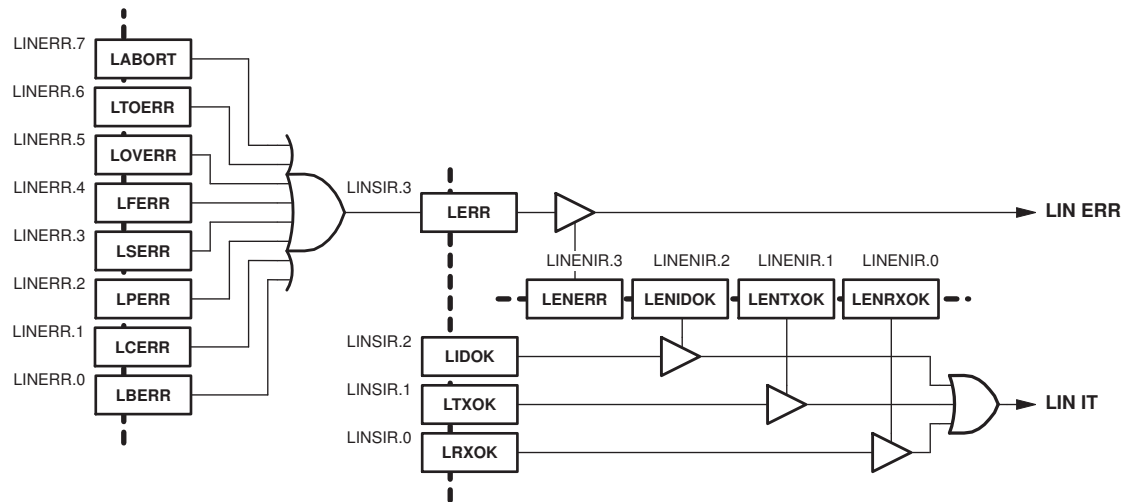 LINERR.7
LABORT
LINERR.6
LTOERR
LINERR.5
LOVERR
LINERR.4
LFERR
LINERR.3
LSERR
LINERR.2
LPERR
LINERR.1
LCERR
LINERR.0
LBERR
LINSIR.3
LERR
LIN ERR
LINENIR.3 LINENIR.2 LINENIR.1 LINENIR.0
LENERR LENIDOK LENTXOK LENRXOK
LINSIR.2
LIDOK
LINSIR.1
LTXOK
LIN IT
LINSIR.0
LRXOK